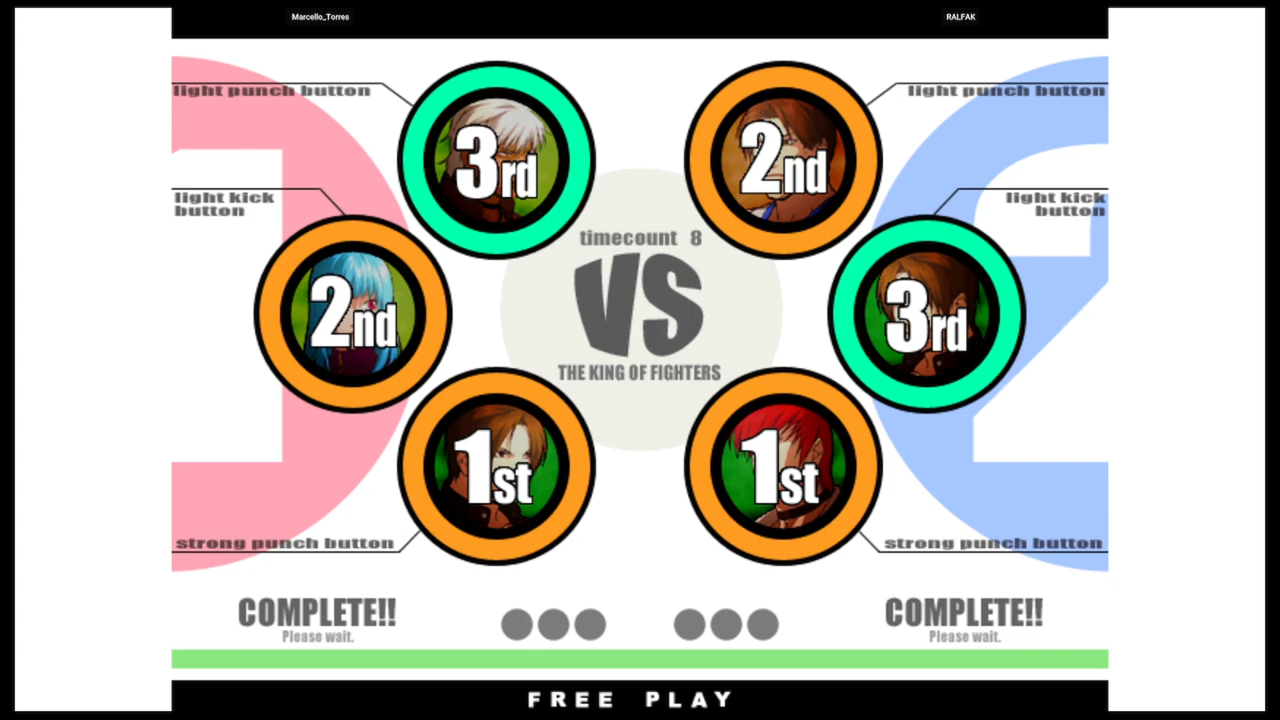 Marcello_Torres
RALFAK
light punch button
light punch button
3rd
2nd
light kick
button
light kick
button
timecount 8
VS
THE KING OF FIGHTERS
2nd
3rd
1st
1st
strong punch button
strong punch button
COMPLETE!!
Please wait.
COMPLETE!!
Please wait.
FREE PLAY